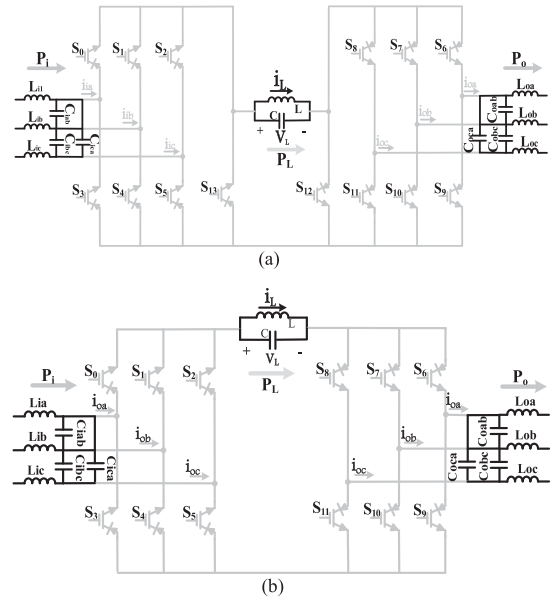 S0 S1 S2 S8 S7 S6
Pi Po
iL
Lil iia Lib iib Lic iic
Ciab Cibc Cica
C L
+ VL -
PL
ioa Loa iob Lob ioc Loc
Coab Cobc Coca
S3 S4 S5 S13 S12 S11 S10 S9
(a)
iL
C L
+ VL -
PL
S0 S1 S2 S8 S7 S6
Pi Po
Lia ioa Lib iob Lic ioc
Ciab Cibc Cica
ioa Loa iob Lob ioc Loc
Coab Cobc Coca
S3 S4 S5 S11 S10 S9
(b)